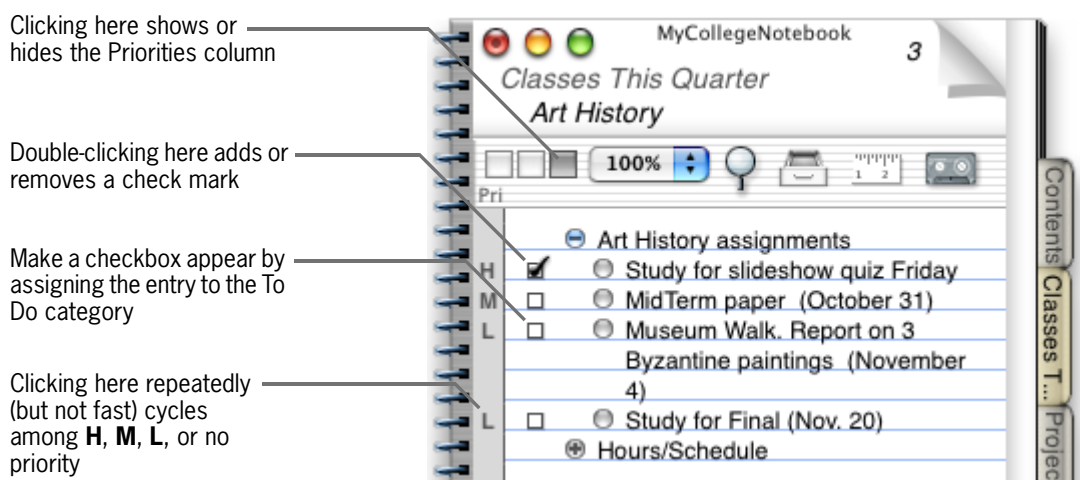 Clicking here shows or
hides the Priorities column
Double-clicking here adds or
removes a check mark
Make a checkbox appear by
assigning the entry to the To
Do category
Clicking here repeatedly
(but not fast) cycles
among H, M, L, or no
priority
MyCollegeNotebook
3
Classes This Quarter
Art History
100%
1 2
Pri
Art History assignments
H Study for slideshow quiz Friday
M MidTerm paper (October 31)
L Museum Walk. Report on 3
Byzantine paintings (November
4)
L Study for Final (Nov. 20)
Hours/Schedule
Contents
Classes T...
Projec